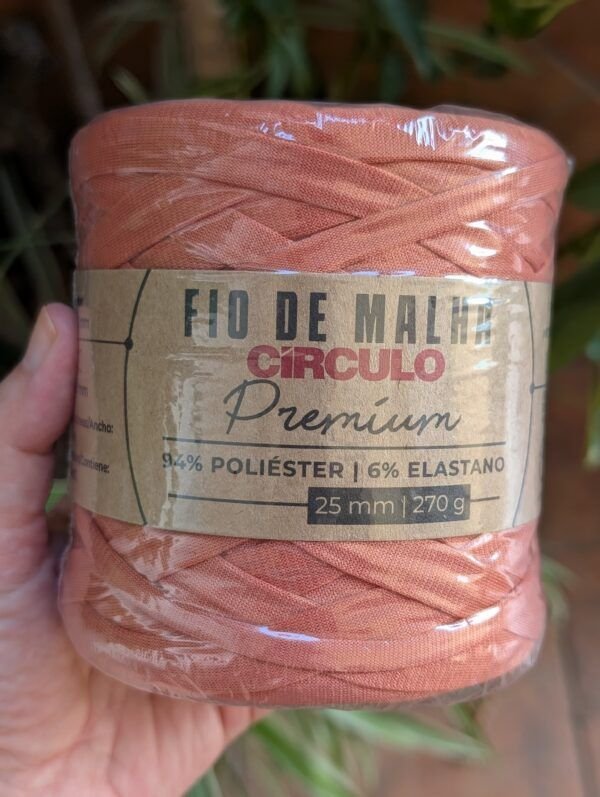 FIO DE MALHA
CÍRCULO
Premium
94% POLIÉSTER | 6% ELASTANO
25 mm | 270 g